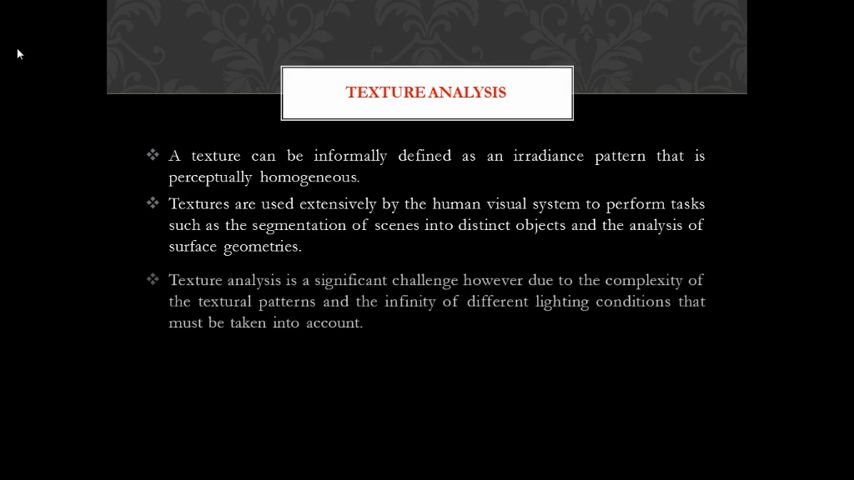 TEXTURE ANALYSIS
A texture can be informally defined as an irradiance pattern that is
perceptually homogeneous.
Textures are used extensively by the human visual system to perform tasks
such as the segmentation of scenes into distinct objects and the analysis of
surface geometries.
Texture analysis is a significant challenge however due to the complexity of
the textural patterns and the infinity of different lighting conditions that
must be taken into account.